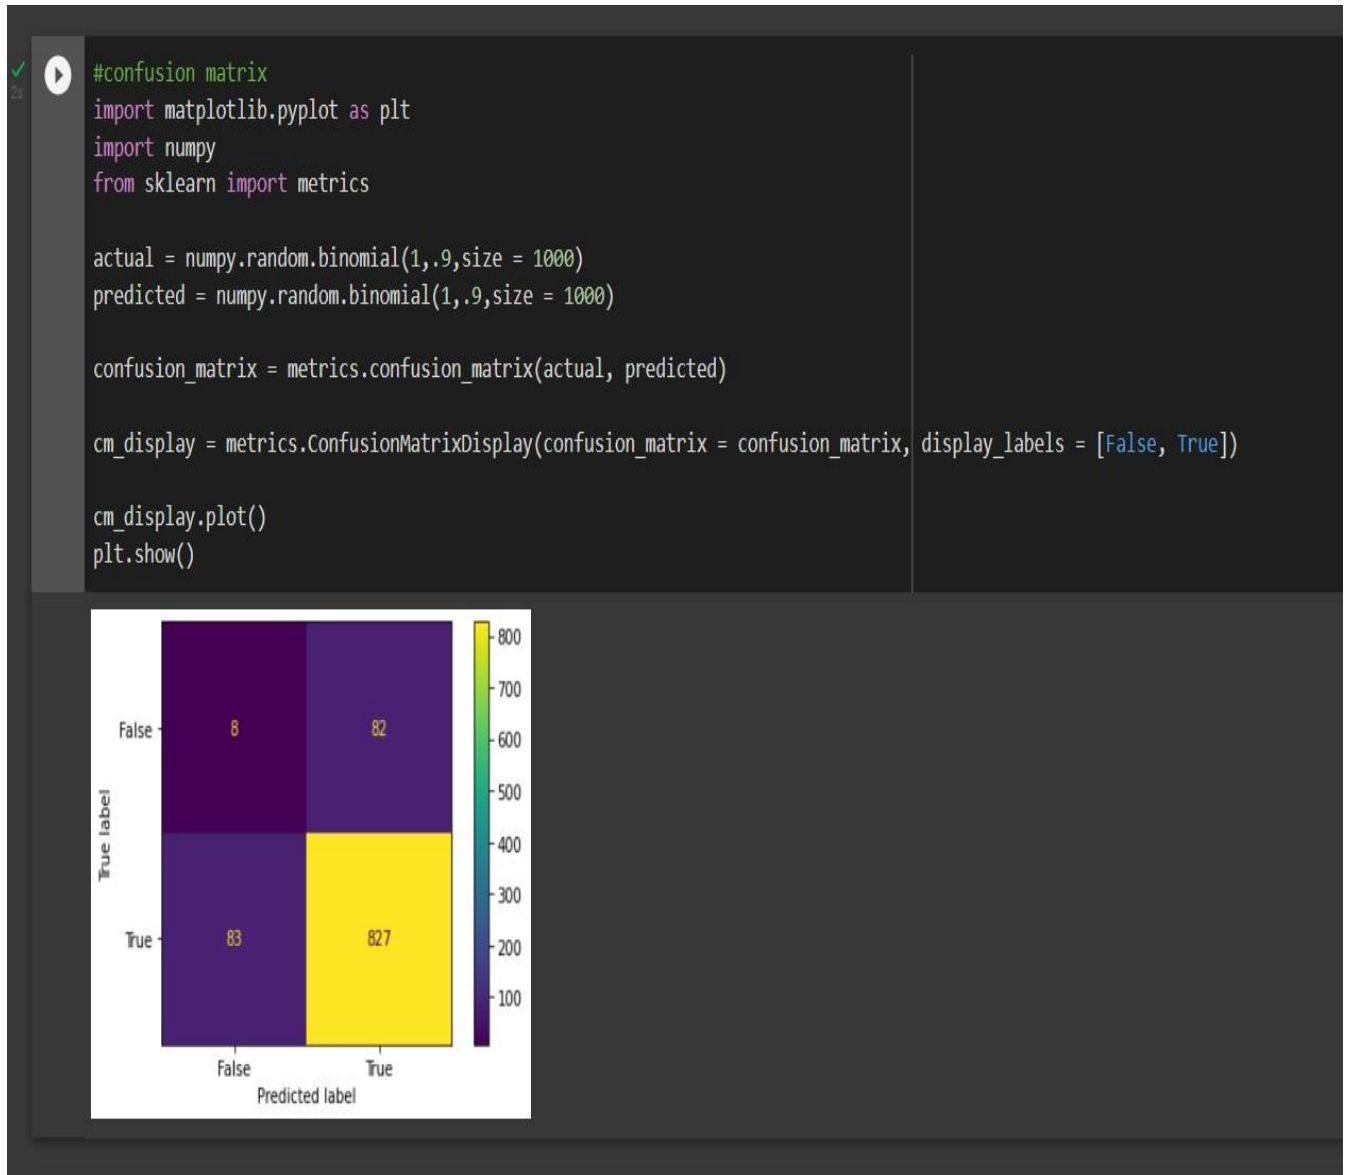 #confusion matrix
2s
import matplotlib.pyplot as plt
import numpy
from sklearn import metrics
actual = numpy.random.binomial(1,.9,size = 1000)
predicted = numpy.random.binomial(1,.9,size = 1000)
confusion_matrix = metrics.confusion_matrix(actual, predicted)
cm_display = metrics.ConfusionMatrixDisplay(confusion_matrix = confusion_matrix, display_labels = [False, True])
cm_display.plot()
plt.show()
800
700
False 8 82
600
500
True label
400
300
True 83 827
200
100
False True
Predicted label